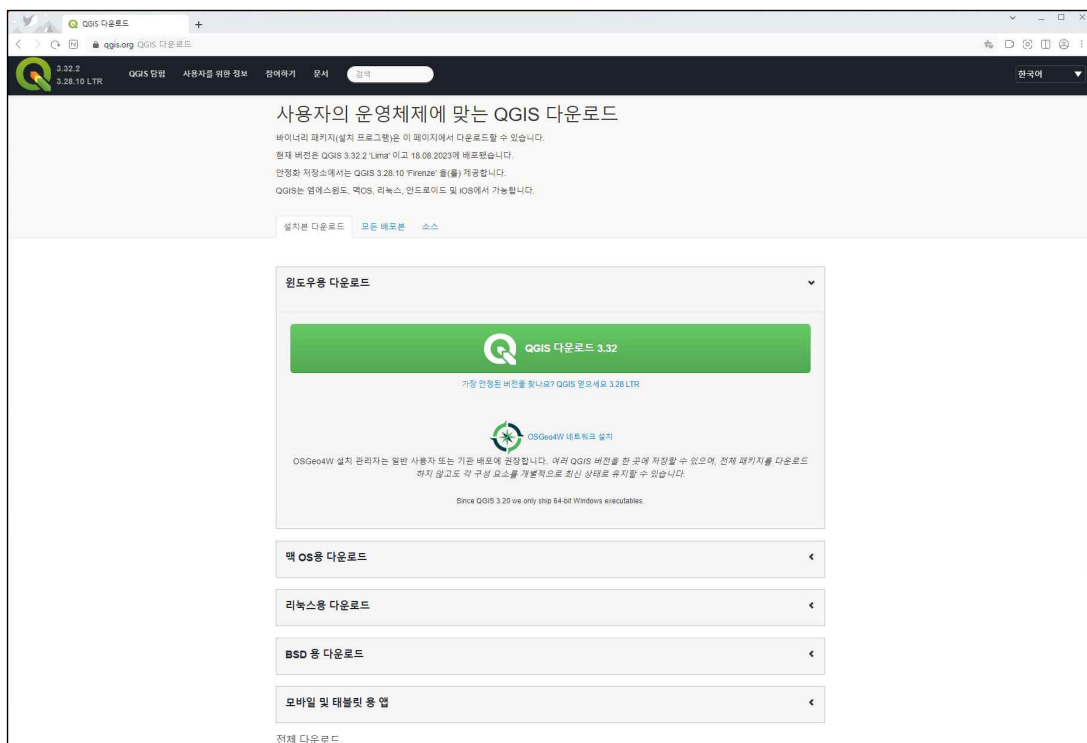 QGIS 다운로드
qgis.org QGIS 다운로드
3.32.2
3.28.10 LTR
QGIS 탐험 사용자를 위한 정보 참여하기 문서 검색 한국어
사용자의 운영체제에 맞는 QGIS 다운로드
바이너리 패키지(설치 프로그램)은 이 페이지에서 다운로드할 수 있습니다.
현재 버전은 QGIS 3.32.2 'Lima' 이고 18.08.2023에 배포됐습니다.
안정화 저장소에서는 QGIS 3.28.10 'Firenze' 을(를) 제공합니다.
QGIS는 엠에스윈도, 맥OS, 리눅스, 안드로이드 및 iOS에서 가능합니다.
설치본 다운로드 모든 배포본 소스
윈도우용 다운로드
QGIS 다운로드 3.32
가장 안정된 버전을 찾나요? QGIS 얻으세요 3.28 LTR
OSGeo4W 네트워크 설치
OSGeo4W 설치 관리자는 일반 사용자 또는 기관 배포에 권장합니다. 여러 QGIS 버전을 한 곳에 저장할 수 있으며, 전체 패키지를 다운로드
하지 않고도 각 구성 요소를 개별적으로 최신 상태로 유지할 수 있습니다.
Since QGIS 3.20 we only ship 64-bit Windows executables.
맥 OS용 다운로드
리눅스용 다운로드
BSD 용 다운로드
모바일 및 태블릿 용 앱
전체 다운로드